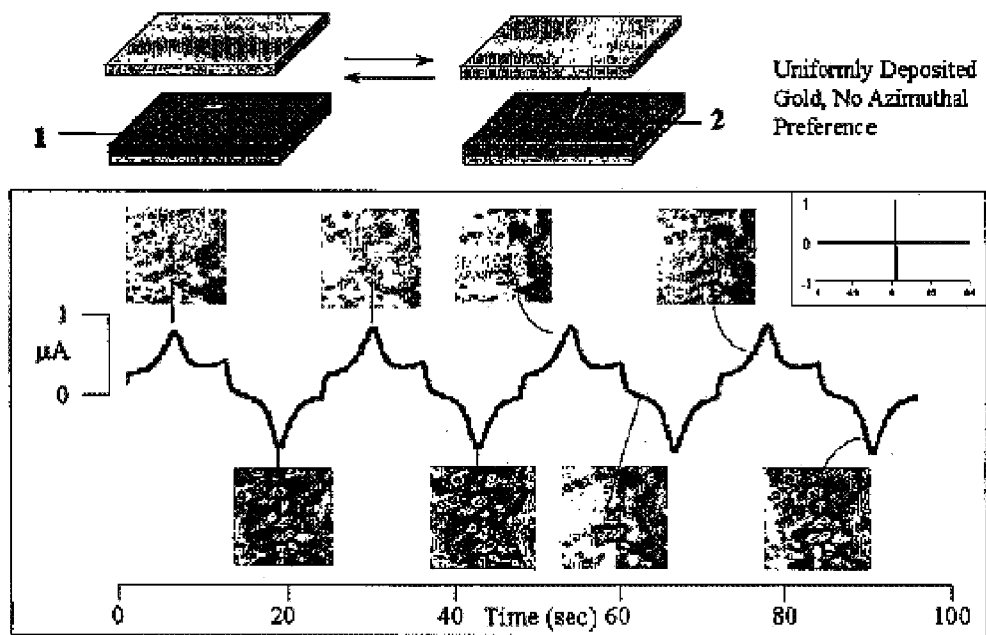 1
2
Uniformly Deposited
Gold, No Azimuthal
Preference
1
0
-1
1
μA
0
0 20 40 Time (sec) 60 80 100